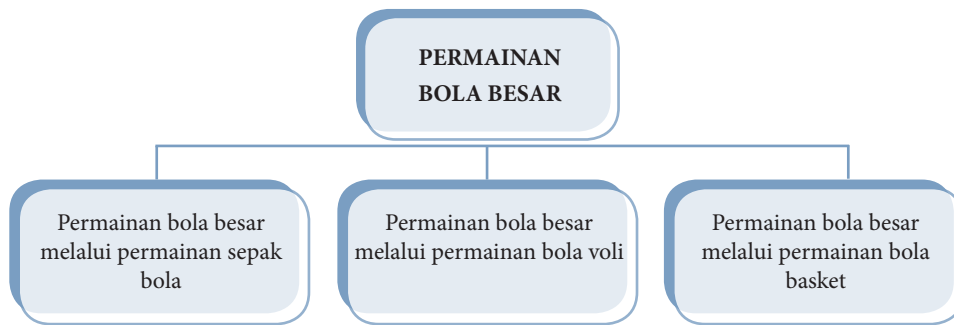 PERMAINAN
BOLA BESAR
Permainan bola besar
melalui permainan sepak
bola
Permainan bola besar
melalui permainan bola voli
Permainan bola besar
melalui permainan bola
basket